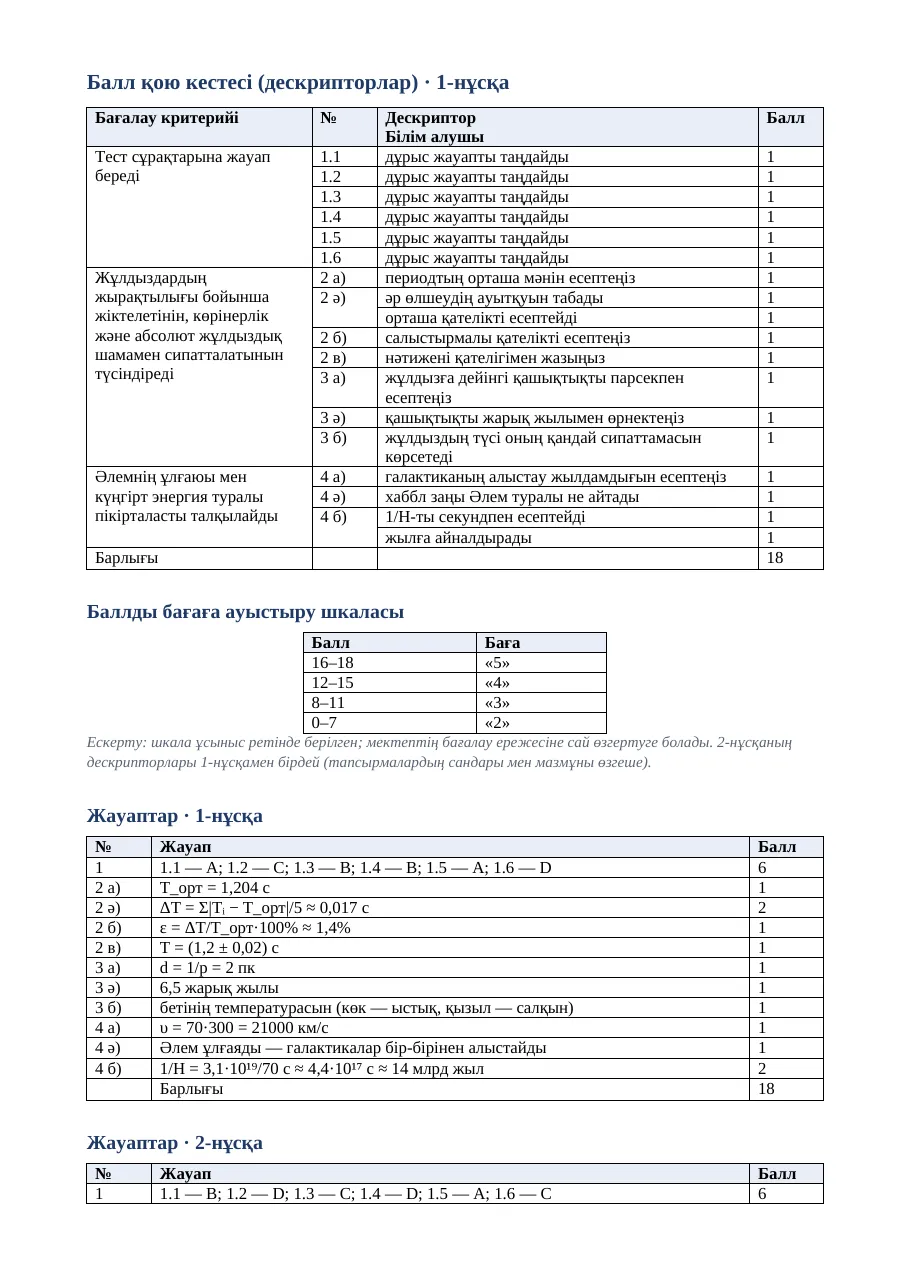 Балл қою кестесі (дескрипторлар) · 1-нұсқа
Бағалау критерийі № Дескриптор Балл
Білім алушы
Тест сұрақтарына жауап 1.1 дұрыс жауапты таңдайды 1
береді 1.2 дұрыс жауапты таңдайды 1
1.3 дұрыс жауапты таңдайды 1
1.4 дұрыс жауапты таңдайды 1
1.5 дұрыс жауапты таңдайды 1
1.6 дұрыс жауапты таңдайды 1
Жұлдыздардың 2 а) периодтың орташа мәнін есептеңіз 1
жырақтылығы бойынша 2 ә) әр өлшеудің ауытқуын табады 1
жіктелетінін, көрінерлік орташа қателікті есептейді 1
және абсолют жұлдыздық 2 б) салыстырмалы қателікті есептеңіз 1
шамамен сипатталатынын 2 в) нәтижені қателігімен жазыңыз 1
түсіндіреді 3 а) жұлдызға дейінгі қашықтықты парсекпен 1
есептеңіз
3 ә) қашықтықты жарық жылымен өрнектеңіз 1
3 б) жұлдыздың түсі оның қандай сипаттамасын 1
көрсетеді
Әлемнің ұлғаюы мен 4 а) галактиканың алыстау жылдамдығын есептеңіз 1
күңгірт энергия туралы 4 ә) хаббл заңы Әлем туралы не айтады 1
пікірталасты талқылайды 4 б) 1/H-ты секундпен есептейді 1
жылға айналдырады 1
Барлығы 18
Баллды бағаға ауыстыру шкаласы
Балл Баға
16–18 «5»
12–15 «4»
8–11 «3»
0–7 «2»
Ескерту: шкала ұсыныс ретінде берілген; мектептің бағалау ережесіне сай өзгертуге болады. 2-нұсқаның
дескрипторлары 1-нұсқамен бірдей (тапсырмалардың сандары мен мазмұны өзгеше).
Жауаптар · 1-нұсқа
№ Жауап Балл
1 1.1 — A; 1.2 — C; 1.3 — B; 1.4 — B; 1.5 — A; 1.6 — D 6
2 а) T_орт = 1,204 с 1
2 ә) ΔT = Σ|Tᵢ − T_орт|/5 ≈ 0,017 с 2
2 б) ε = ΔT/T_орт·100% ≈ 1,4% 1
2 в) T = (1,2 ± 0,02) с 1
3 а) d = 1/p = 2 пк 1
3 ә) 6,5 жарық жылы 1
3 б) бетінің температурасын (көк — ыстық, қызыл — салқын) 1
4 а) υ = 70·300 = 21000 км/с 1
4 ә) Әлем ұлғаяды — галактикалар бір-бірінен алыстайды 1
4 б) 1/H = 3,1·10¹⁹/70 с ≈ 4,4·10¹⁷ с ≈ 14 млрд жыл 2
Барлығы 18
Жауаптар · 2-нұсқа
№ Жауап Балл
1 1.1 — B; 1.2 — D; 1.3 — C; 1.4 — D; 1.5 — A; 1.6 — C 6